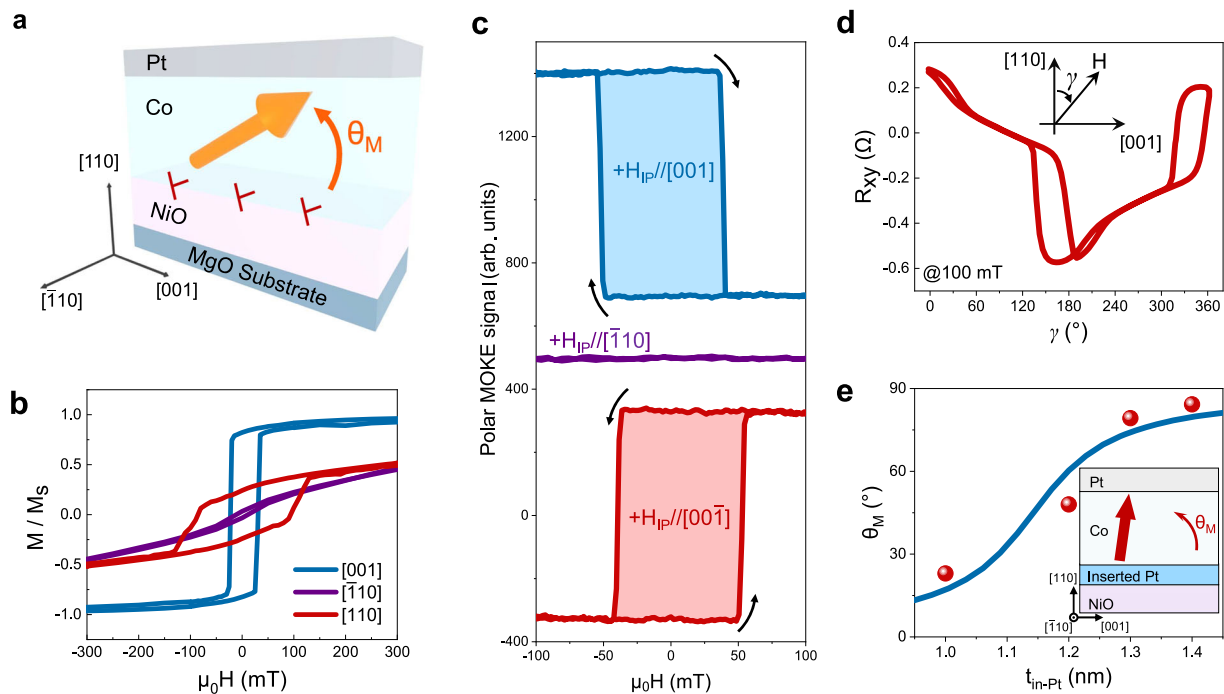 a
Pt
Co
θM
NiO
MgO Substrate
[110]
[001]
[1̅10]
b
M / MS
1.0
0.5
0.0
-0.5
-1.0
[001]
[1̅10]
[110]
-300 -200 -100 0 100 200 300
μ0H (mT)
c
Polar MOKE signal (arb. units)
1200
800
400
0
-400
+HIP//[001]
+HIP//[1̅10]
+HIP//[001̅]
-100 -50 0 50 100
μ0H (mT)
d
Rxy (Ω)
0.4
0.2
0.0
-0.2
-0.4
-0.6
[110]
H
γ
[001]
@100 mT
0 60 120 180 240 300 360
γ (°)
e
θM (°)
90
60
30
0
Pt
Co
θM
Inserted Pt
NiO
[110]
[1̅10]
[001]
1.0 1.1 1.2 1.3 1.4
tin-Pt (nm)